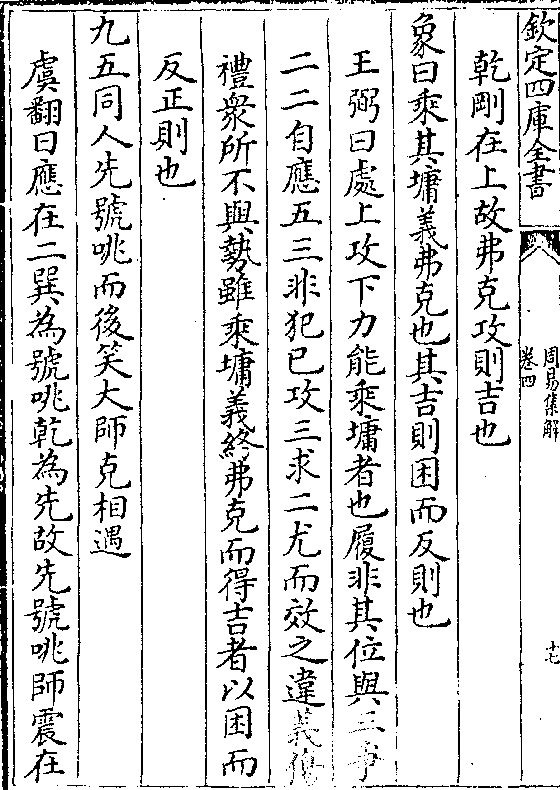 欽定四庫全書
周易集解
卷四
十七
乾剛在上故弗克攻則吉也
象曰乘其墉義弗克也其吉則困而反則也
王弼曰處上攻下力能乘墉者也履非其位與三爭
二二自應五三非犯已攻三求二尤而效之違義傷
禮衆所不與勢雖乘墉義終弗克而得吉者以困而
反正則也
九五同人先號咷而後笑大師克相遇
虞翻曰應在二巽為號咷乾為先故先號咷師震在